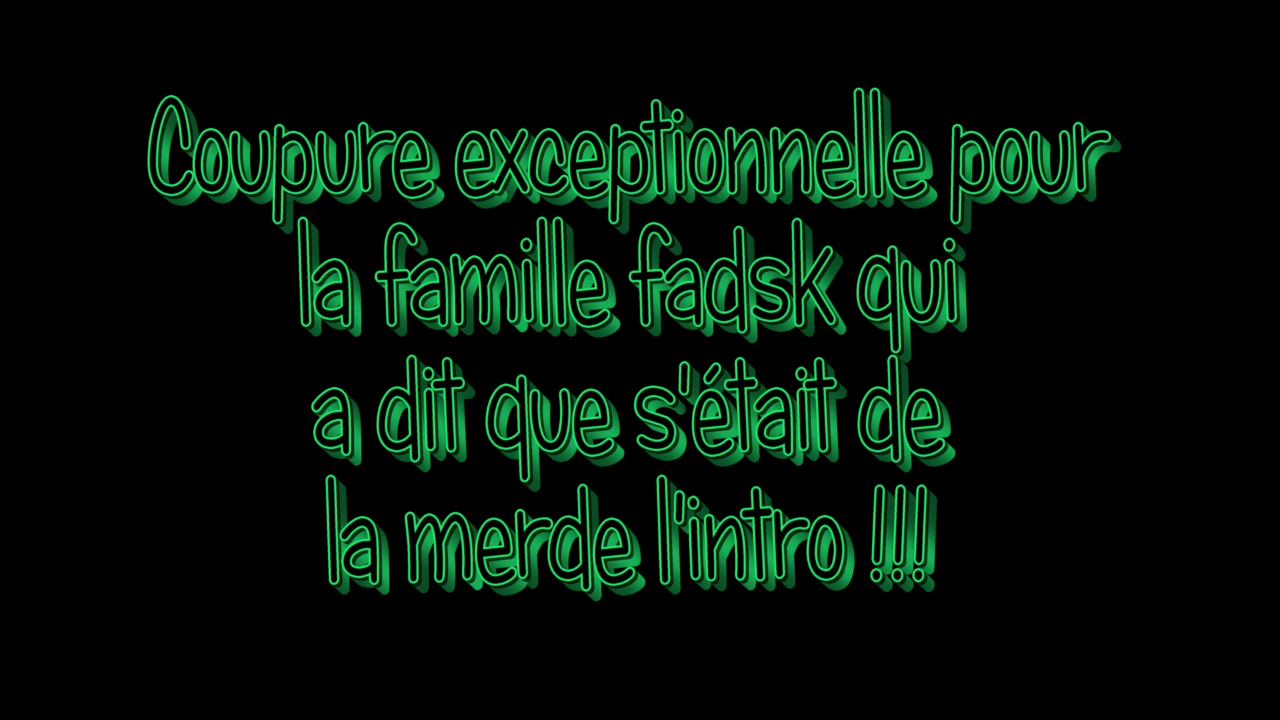 Coupure exceptionnelle pour
la famille fadsk qui
a dit que s'était de
la merde l'intro !!!